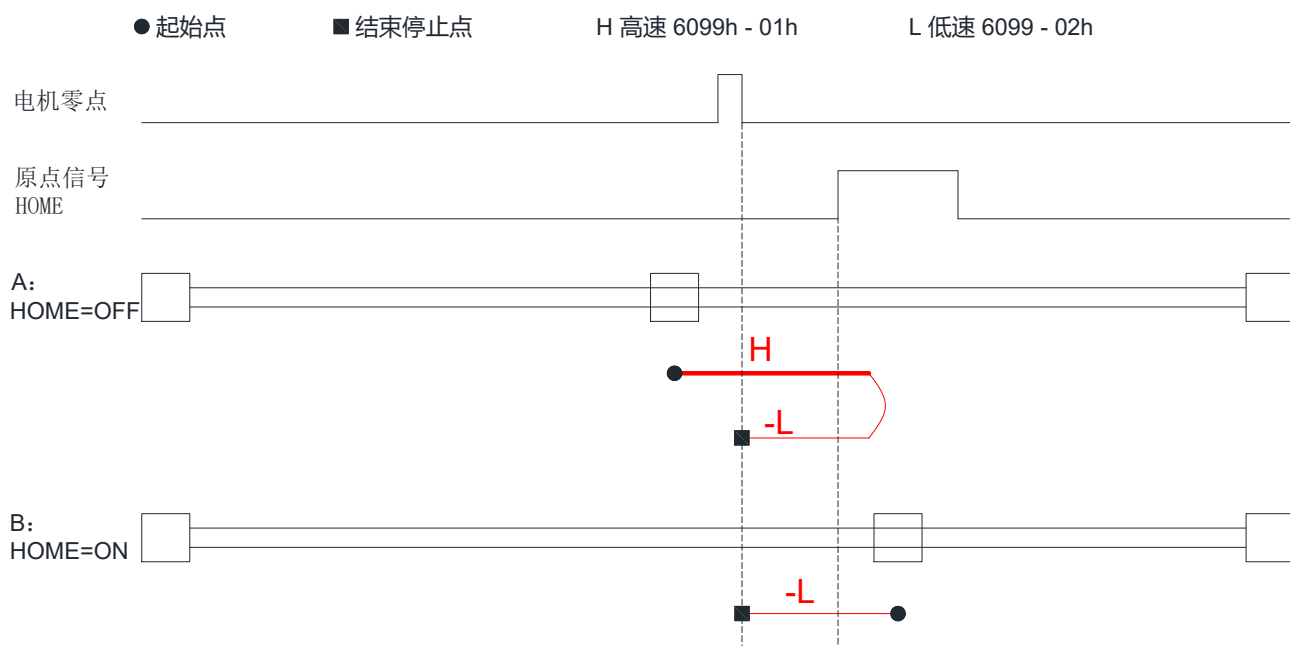 起始点 结束停止点 H 高速 6099h - 01h L 低速 6099 - 02h
电机零点
原点信号
HOME
A：
HOME=OFF
H
-L
B：
HOME=ON
-L